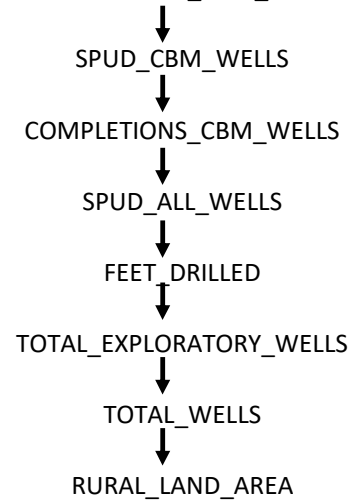 SPUD_CBM_WELLS
COMPLETIONS_CBM_WELLS
SPUD_ALL_WELLS
FEET_DRILLED
TOTAL_EXPLORATORY_WELLS
TOTAL_WELLS
RURAL_LAND_AREA